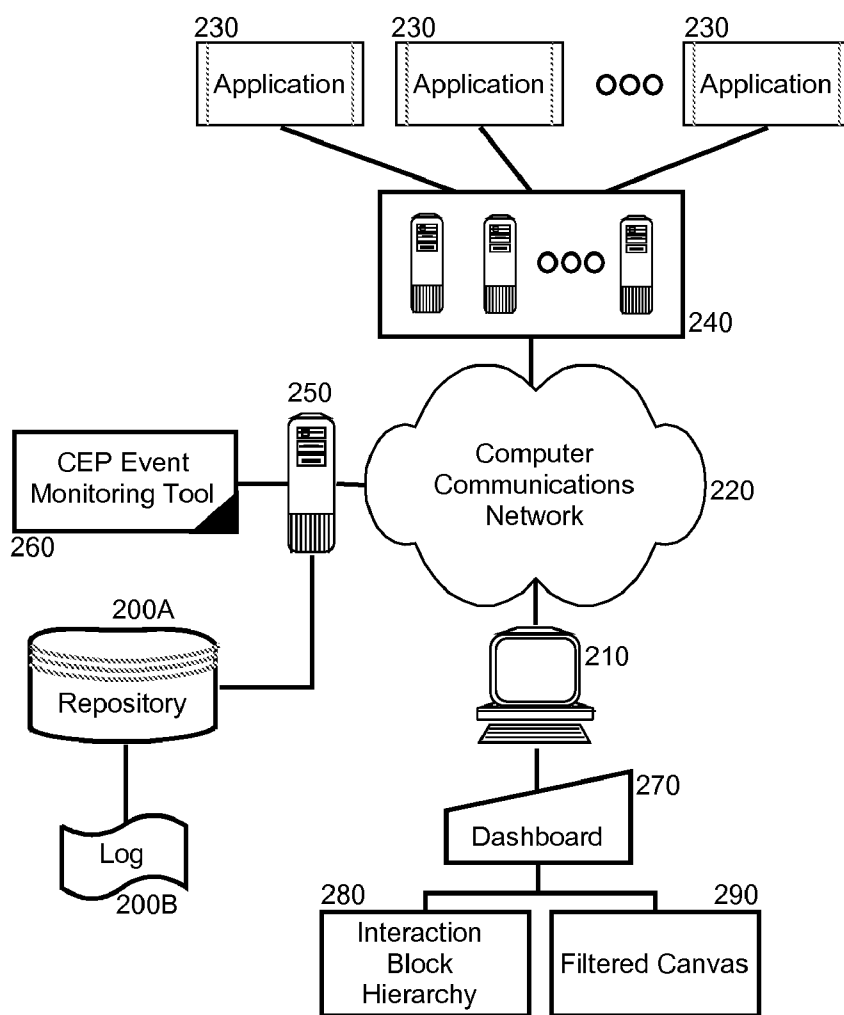 230
230
230
Application
Application
Application
240
250
CEP Event
Monitoring Tool
260
Computer
Communications
Network
220
200A
Repository
210
270
Dashboard
Log
200B
280
290
Interaction
Block
Hierarchy
Filtered Canvas